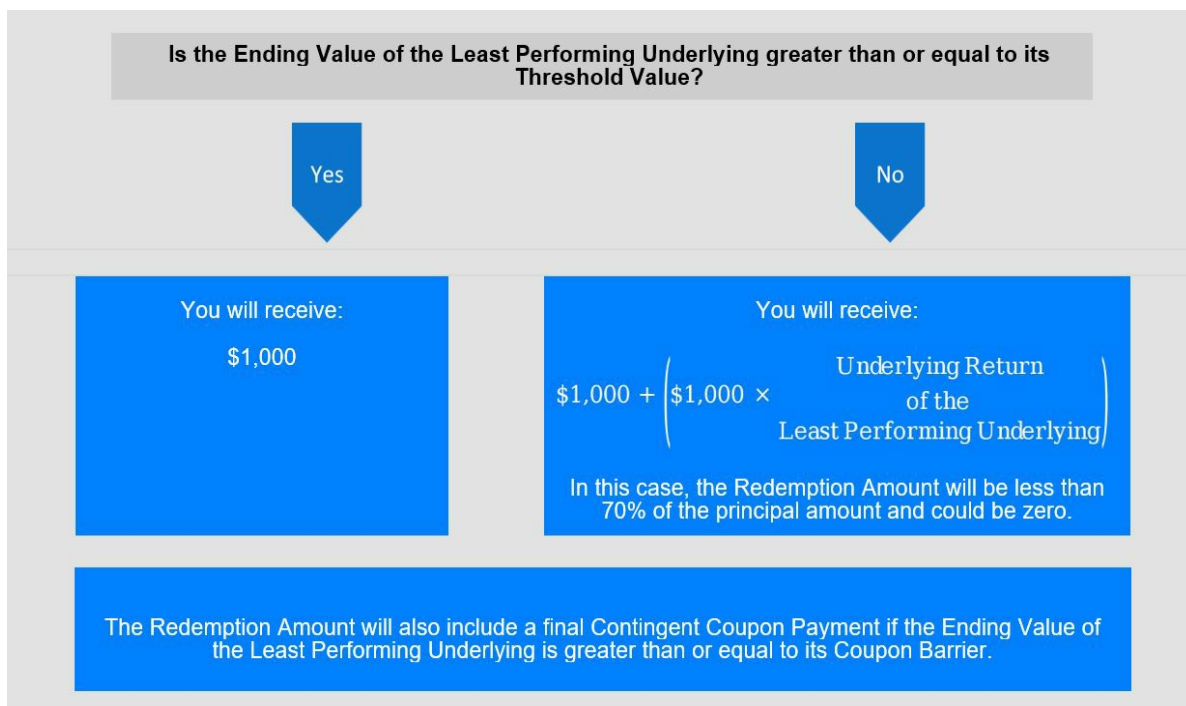 Is the Ending Value of the Least Performing Underlying greater than or equal to its
Threshold Value?
Yes
No
You will receive:
$1,000
You will receive:
$1,000 + ($1,000 × Underlying Return
of the
Least Performing Underlying)
In this case, the Redemption Amount will be less than
70% of the principal amount and could be zero.
The Redemption Amount will also include a final Contingent Coupon Payment if the Ending Value of
the Least Performing Underlying is greater than or equal to its Coupon Barrier.